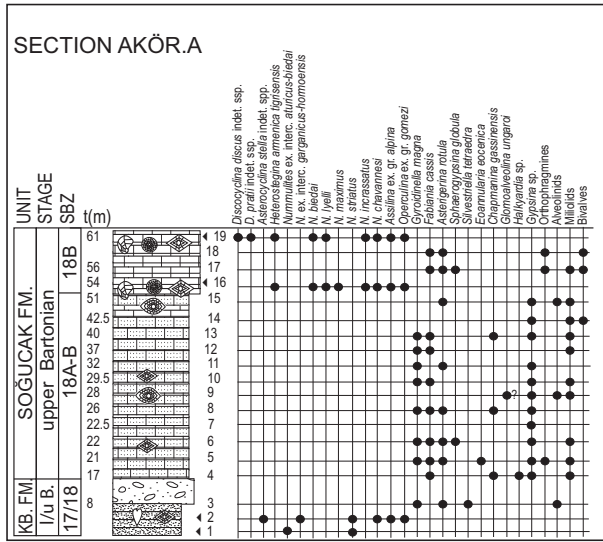 SECTION AKÖR.A
UNIT
STAGE
SBZ
t(m)
Discocyclina discus indet. ssp.
D. pratti indet. ssp.
Asterocyclina stella indet. spp.
Heterostegina armenica tigrisensis
Nummulites ex. interc. aturicus-biedai
N. ex. interc. garganicus-hormoensis
N. striatus
N. biedai
N. lyelli
N. maximus
N. incrassatus
N. chavannesi
Assilina ex. gr. alpina
Operculina ex. gr. gomezi
Gyroidinella magna
Fabiania cassis
Asterigerina rotula
Sphaerogypsina globula
Silvestriella tetraedra
Eoannularia eocenica
Chapmanina gassinensis
Glomoalveolina ungaroi
Halkyardia sp.
Gypsina sp.
Orthophragmines
Alveolinids
Miliolids
Bivalves
KB. FM.
SOĞUCAK FM.
l/u B.
upper Bartonian
17/18
18A-B
18B
61 19
18
56 17
54 16
51 15
42.5 14
40 13
37 12
32 11
29.5 10
28 9 ?
26 8
22.5 7
22 6
21 5
17 4
8 3
2
1